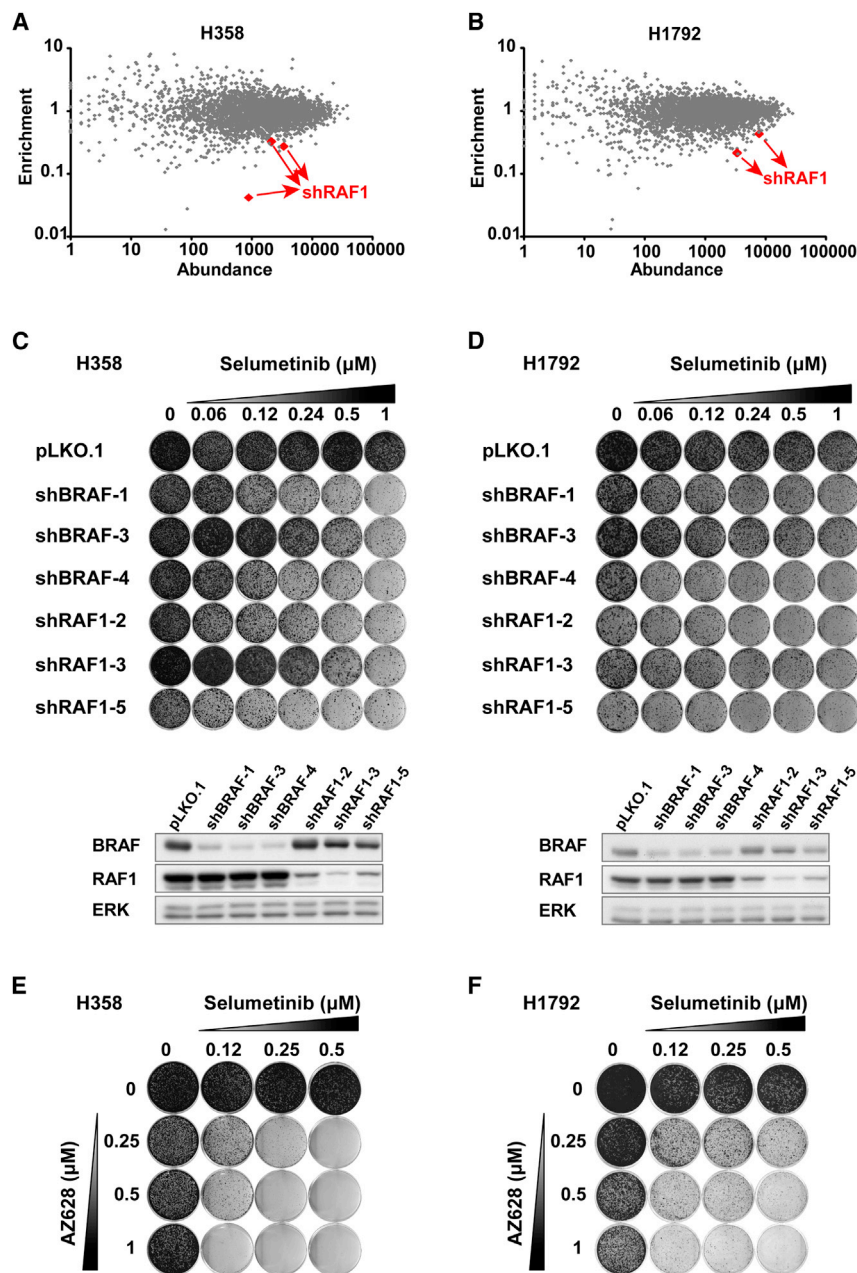 A
H358
10
1
0.1
0.01
Enrichment
shRAF1
1 10 100 1000 10000 100000
Abundance
B
H1792
10
1
0.1
0.01
Enrichment
shRAF1
1 10 100 1000 10000 100000
Abundance
C
H358 Selumetinib (μM)
0 0.06 0.12 0.24 0.5 1
pLKO.1
shBRAF-1
shBRAF-3
shBRAF-4
shRAF1-2
shRAF1-3
shRAF1-5
pLKO.1 shBRAF-1 shBRAF-3 shBRAF-4 shRAF1-2 shRAF1-3 shRAF1-5
BRAF
RAF1
ERK
D
H1792 Selumetinib (μM)
0 0.06 0.12 0.24 0.5 1
pLKO.1
shBRAF-1
shBRAF-3
shBRAF-4
shRAF1-2
shRAF1-3
shRAF1-5
pLKO.1 shBRAF-1 shBRAF-3 shBRAF-4 shRAF1-2 shRAF1-3 shRAF1-5
BRAF
RAF1
ERK
E
H358 Selumetinib (μM)
0 0.12 0.25 0.5
0
0.25
0.5
1
AZ628 (μM)
F
H1792 Selumetinib (μM)
0 0.12 0.25 0.5
0
0.25
0.5
1
AZ628 (μM)